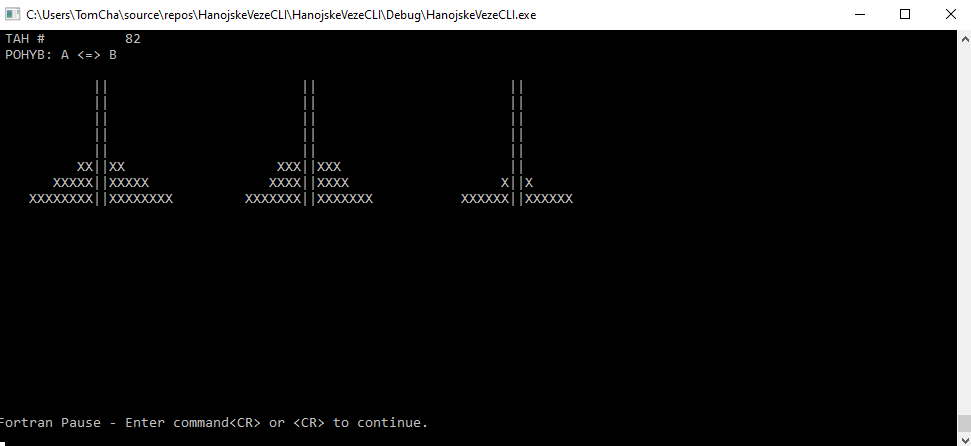 C:\Users\TomCha\source\repos\HanojskeVezeCLI\HanojskeVezeCLI\Debug\HanojskeVezeCLI.exe
TAH #          82
POHYB: A <=> B
||                        ||                         ||
||                        ||                         ||
||                        ||                         ||
||                        ||                         ||
||                        ||                         ||
XX||XX                   XXX||XXX                     ||
XXXXX||XXXXX               XXXX||XXXX                   X||X
XXXXXXXX||XXXXXXXX         XXXXXXX||XXXXXXX           XXXXXX||XXXXXX
Fortran Pause - Enter command<CR> or <CR> to continue.